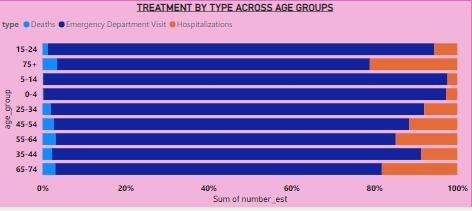 TREATMENT BY TYPE ACROSS AGE GROUPS
type Deaths Emergency Department Visit Hospitalizations
age_group
15-24
75+
5-14
0-4
25-34
45-54
55-64
35-44
65-74
0% 20% 40% 60% 80% 100%
Sum of number_est